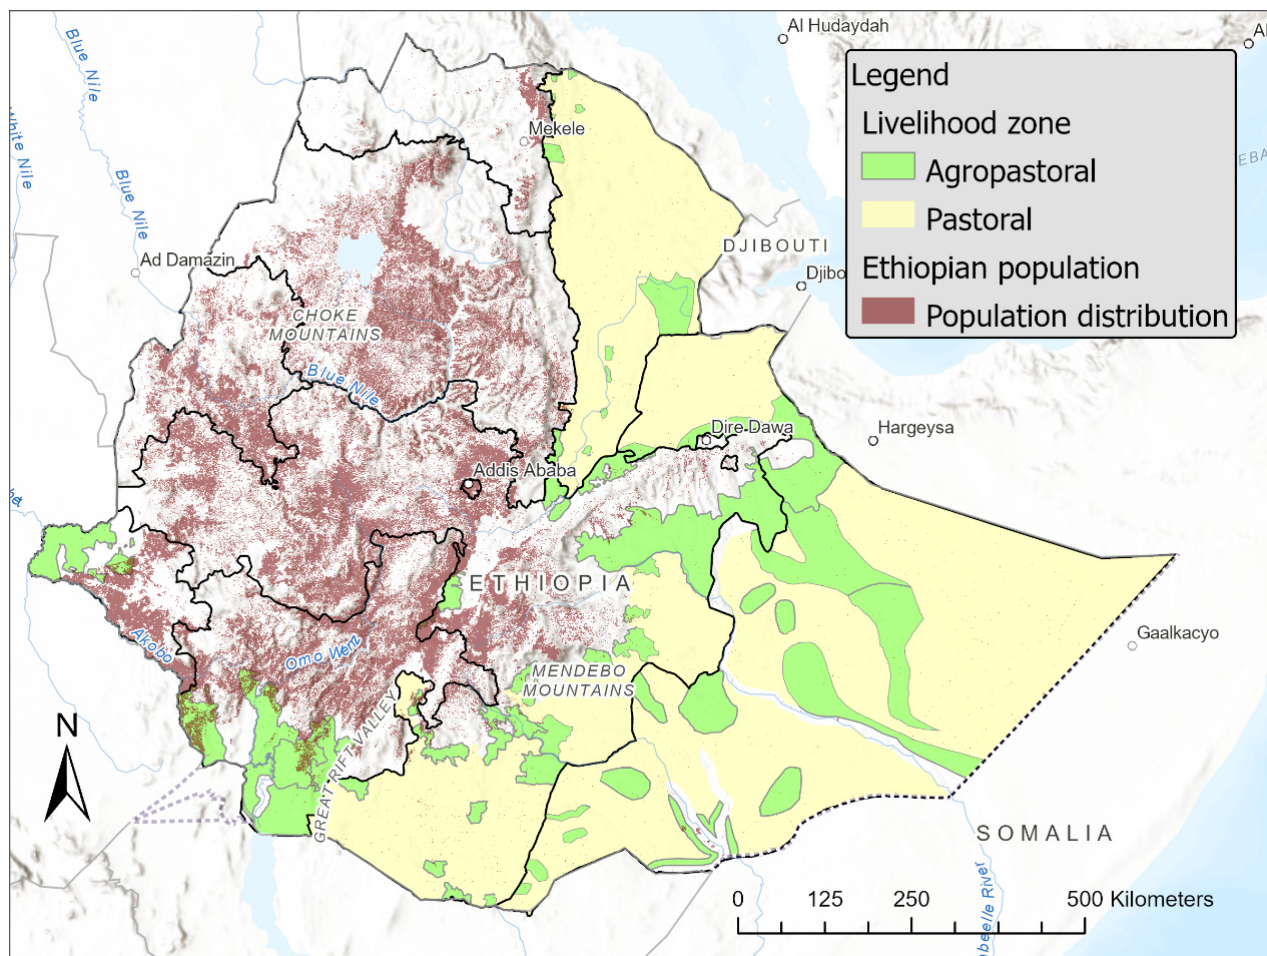 Al Hudaydah
Legend
Livelihood zone
Agropastoral
Pastoral
Ethiopian population
Population distribution
Blue Nile
White Nile
Blue Nile
Mekele
Ad Damazin
DJIBOUTI
CHOKE
MOUNTAINS
Blue Nile
Dire Dawa
Hargeysa
Addis Ababa
ETHIOPIA
Akobo
Omo Wenz
MENDEBO
MOUNTAINS
Gaalkacyo
GREAT RIFT VALLEY
N
SOMALIA
0 125 250 500 Kilometers